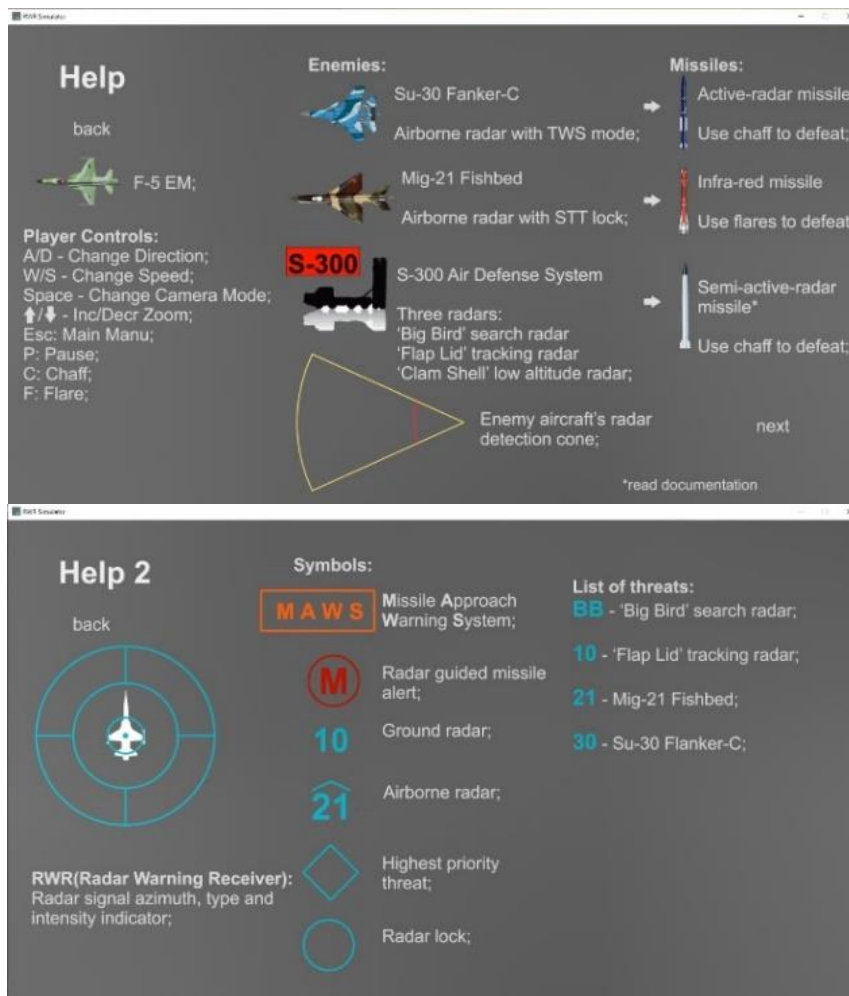 RWR Simulator
Help
back
F-5 EM;
Player Controls:
A/D - Change Direction;
W/S - Change Speed;
Space - Change Camera Mode;
⬆/⬇ - Inc/Decr Zoom;
Esc: Main Manu;
P: Pause;
C: Chaff;
F: Flare;
Enemies:
Su-30 Fanker-C
Airborne radar with TWS mode;
Mig-21 Fishbed
Airborne radar with STT lock;
S-300
S-300 Air Defense System
Three radars:
'Big Bird' search radar
'Flap Lid' tracking radar
'Clam Shell' low altitude radar;
Enemy aircraft's radar
detection cone;
Missiles:
Active-radar missile
Use chaff to defeat;
Infra-red missile
Use flares to defeat
Semi-active-radar
missile*
Use chaff to defeat;
next
*read documentation
RWR Simulator
Help 2
back
RWR(Radar Warning Receiver):
Radar signal azimuth, type and
intensity indicator;
Symbols:
MAWS
Missile Approach
Warning System;
M
Radar guided missile
alert;
10
Ground radar;
21
Airborne radar;
Highest priority
threat;
Radar lock;
List of threats:
BB - 'Big Bird' search radar;
10 - 'Flap Lid' tracking radar;
21 - Mig-21 Fishbed;
30 - Su-30 Flanker-C;